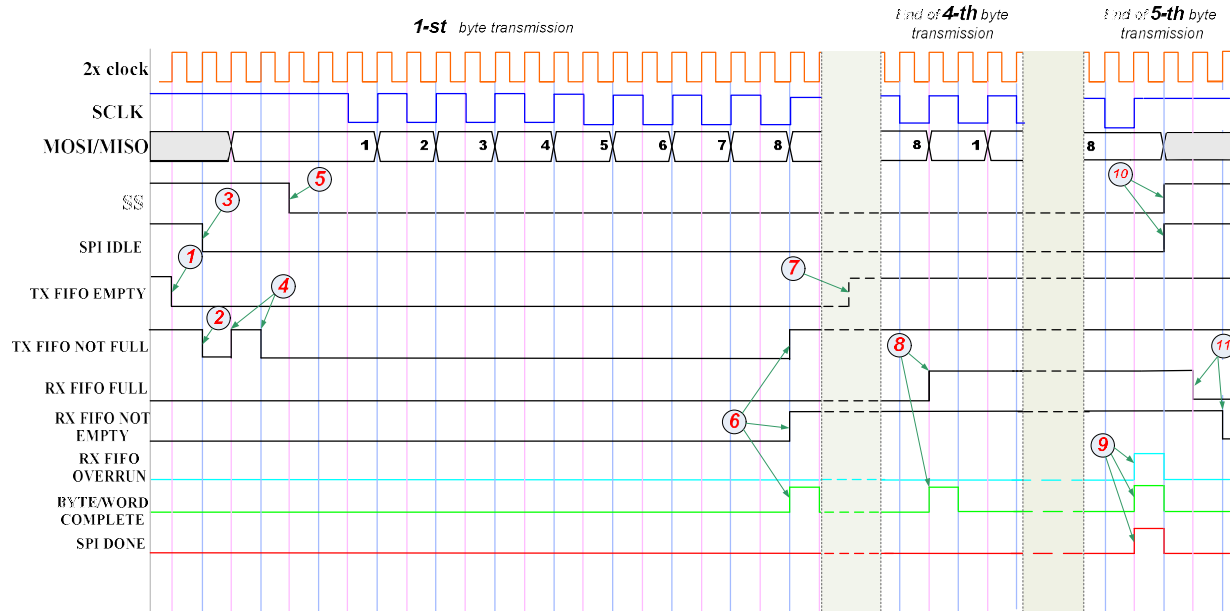 1-st byte transmission
End of 4-th byte
transmission
End of 5-th byte
transmission
2x clock
SCLK
MOSI/MISO
1 2 3 4 5 6 7 8 8 1 8
SS
5
10
3
SPI IDLE
1
7
TX FIFO EMPTY
4
2
TX FIFO NOT FULL
8
11
RX FIFO FULL
RX FIFO NOT
EMPTY
6
9
RX FIFO
OVERRUN
BYTE/WORD
COMPLETE
SPI DONE